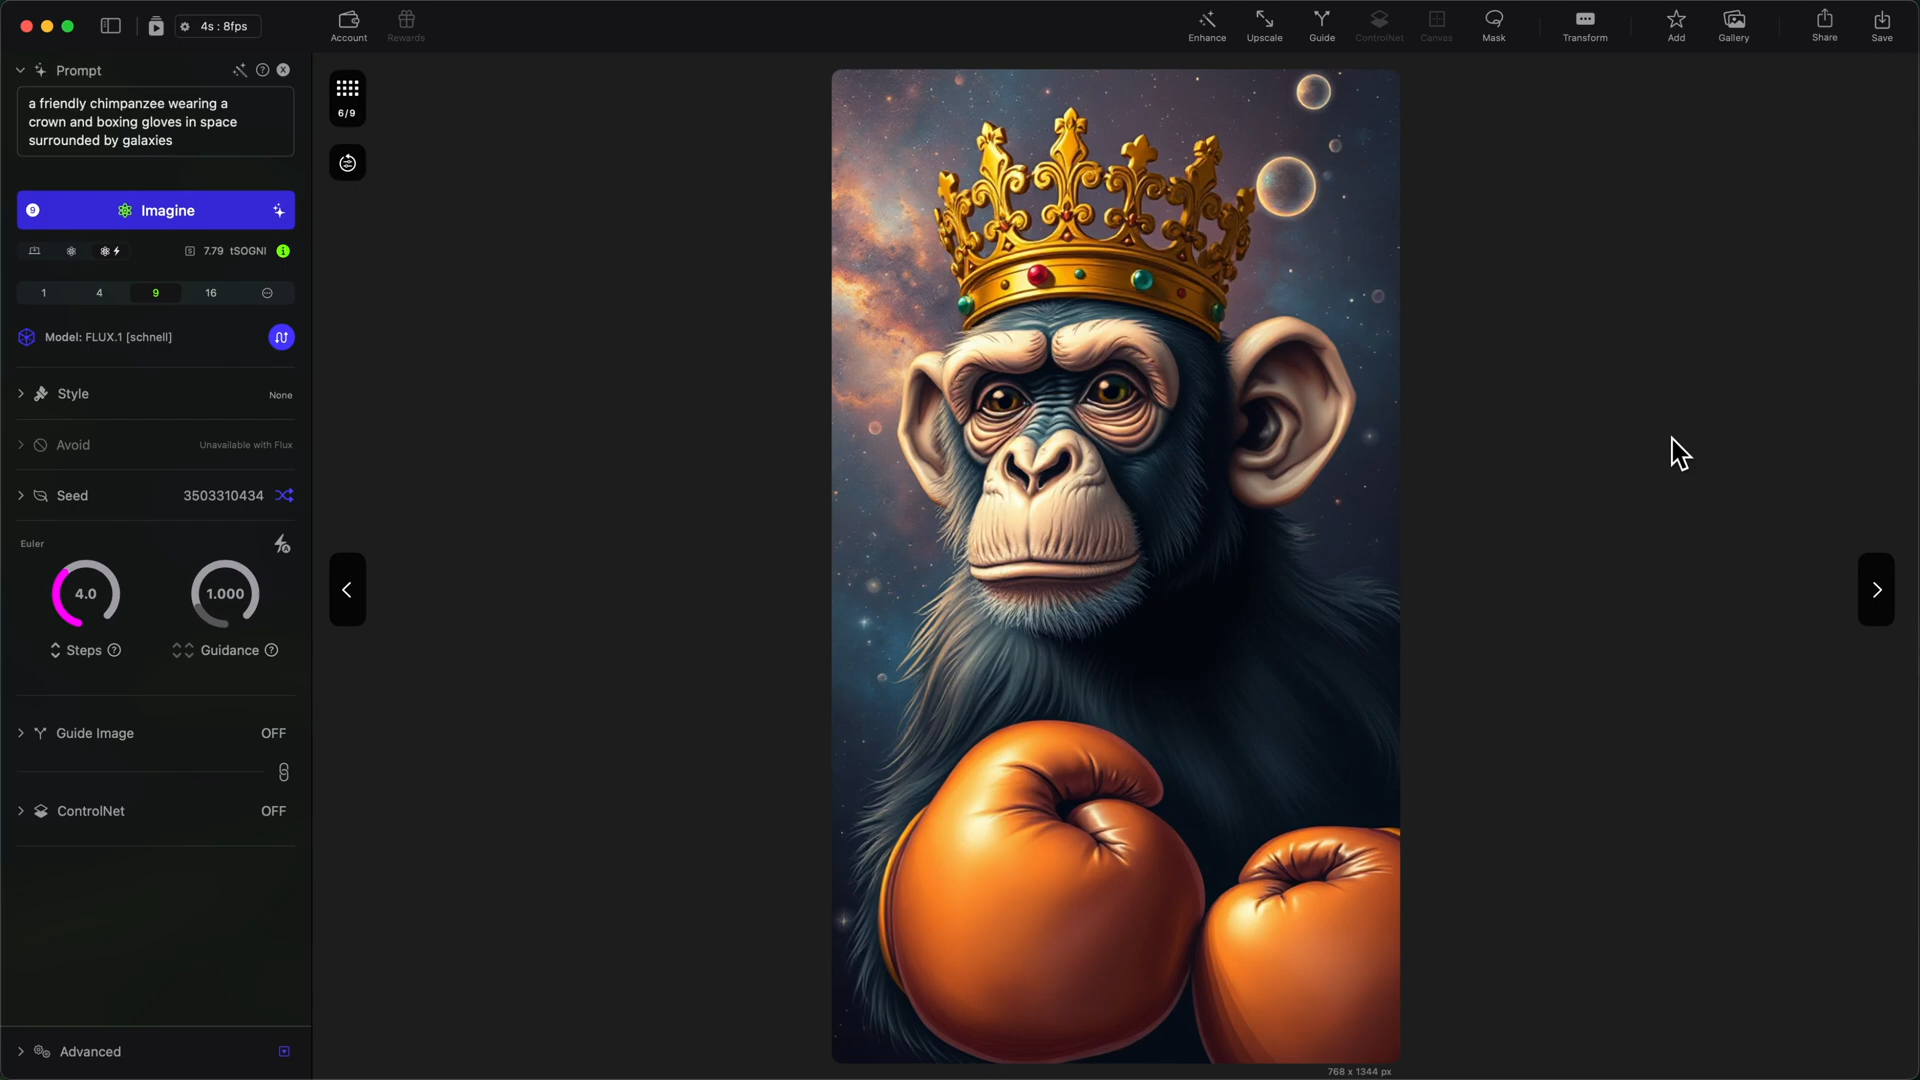 4s : 8fps
Account
Rewards
Enhance
Upscale
Guide
ControlNet
Canvas
Mask
Transform
Add
Gallery
Share
Save
Prompt
a friendly chimpanzee wearing a
crown and boxing gloves in space
surrounded by galaxies
6/9
9
Imagine
7.79 tSOGNI
1
4
9
16
Model: FLUX.1 [schnell]
Style
None
Avoid
Unavailable with Flux
Seed
3503310434
Euler
4.0
1.000
Steps
Guidance
Guide Image
OFF
ControlNet
OFF
Advanced
768 x 1344 px